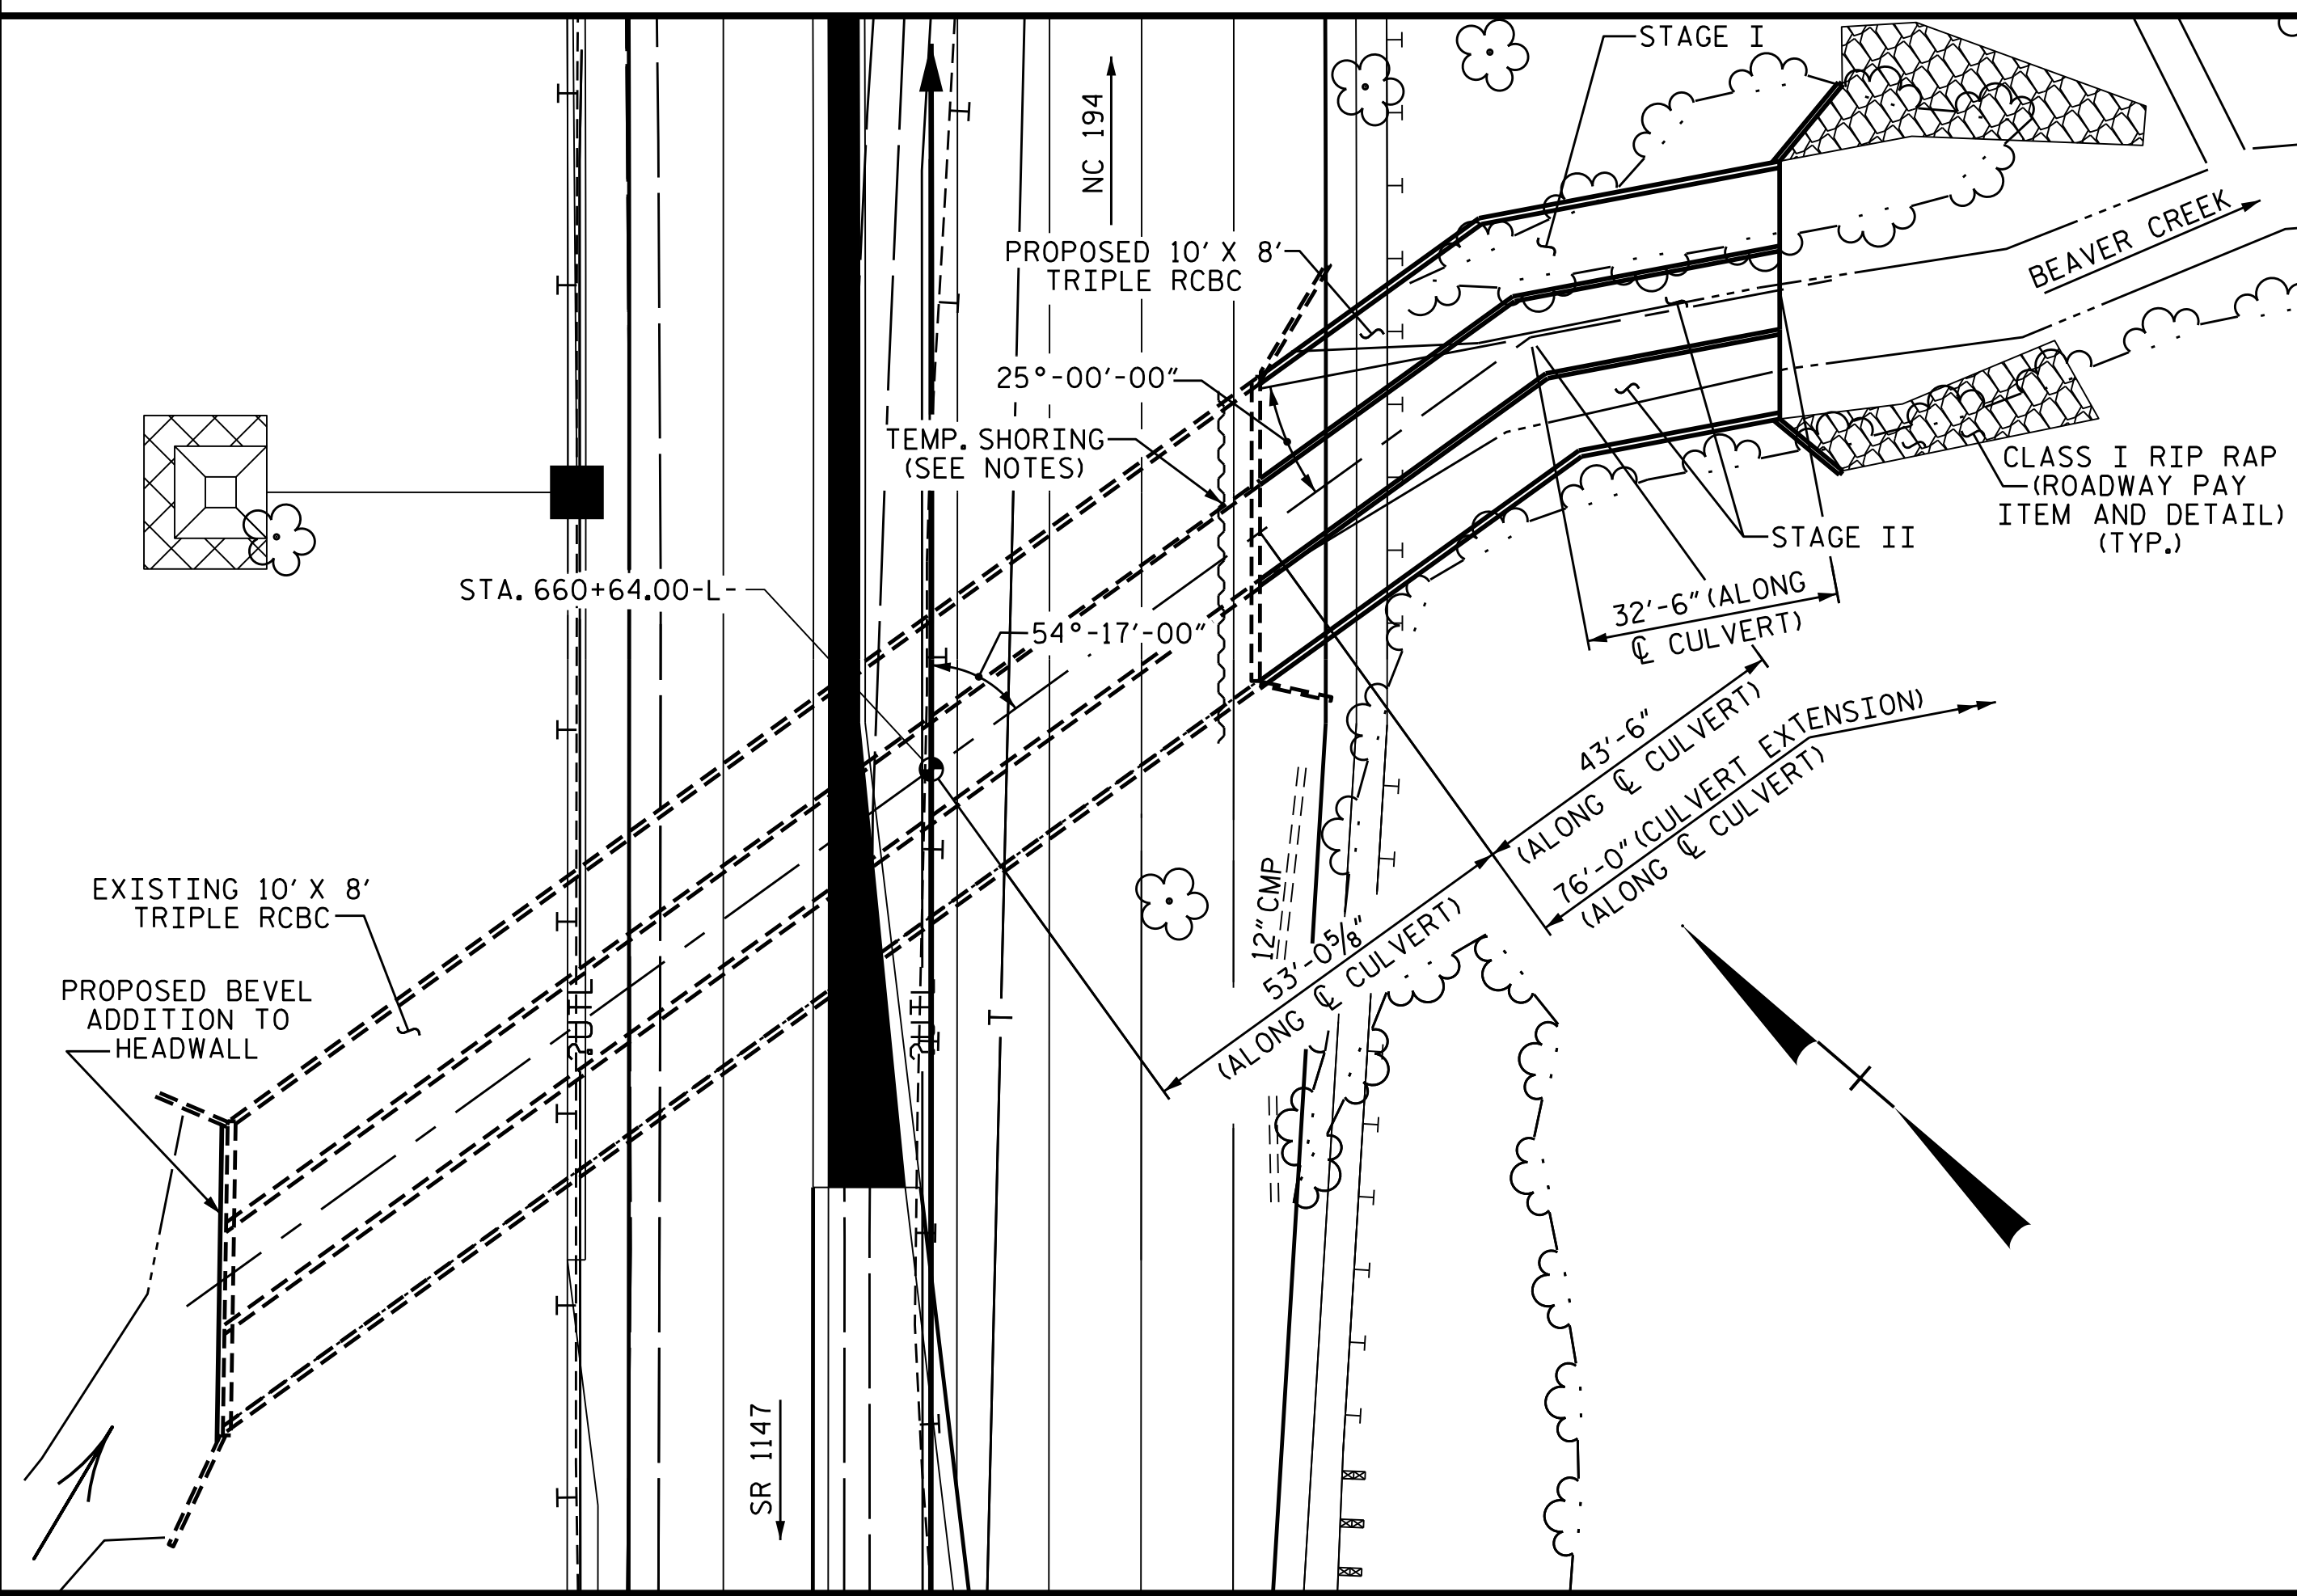 STAGE I
NC 194
PROPOSED 10' X 8'
TRIPLE RCBC
BEAVER CREEK
25°-00'-00"
TEMP. SHORING
(SEE NOTES)
CLASS I RIP RAP
(ROADWAY PAY
ITEM AND DETAIL)
(TYP.)
STAGE II
STA. 660+64.00-L-
32'-6" (ALONG
℄ CULVERT)
54°-17'-00"
43'-6"
(ALONG ℄ CULVERT)
76'-0" (CULVERT EXTENSION)
(ALONG ℄ CULVERT)
12" CMP
53'-0 5/8"
(ALONG ℄ CULVERT)
EXISTING 10' X 8'
TRIPLE RCBC
PROPOSED BEVEL
ADDITION TO
HEADWALL
T
SR 1147